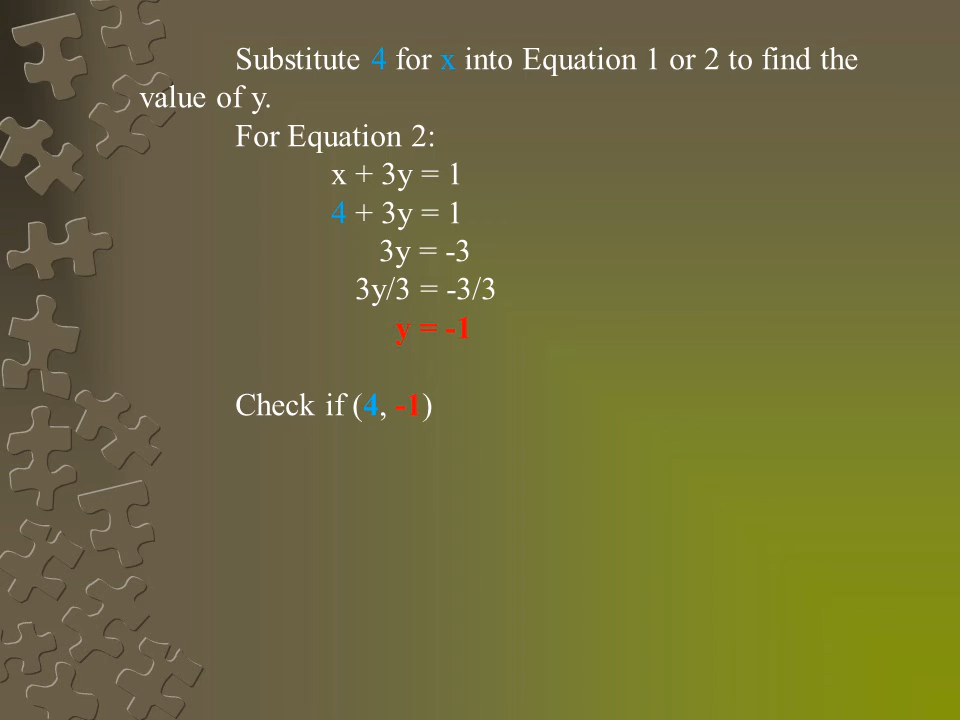 Substitute 4 for x into Equation 1 or 2 to find the
value of y.
For Equation 2:
x + 3y = 1
4 + 3y = 1
3y = -3
3y/3 = -3/3
y = -1
Check if (4, -1)